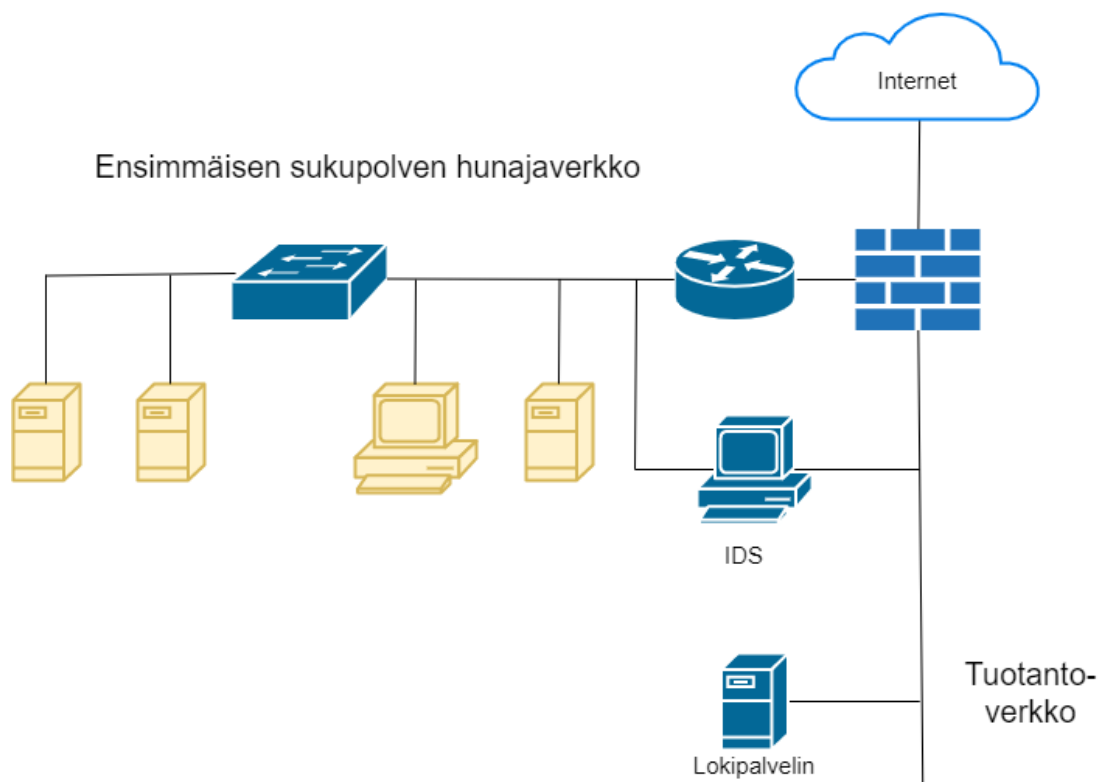 Internet
Ensimmäisen sukupolven hunajaverkko
IDS
Tuotanto-
verkko
Lokipalvelin